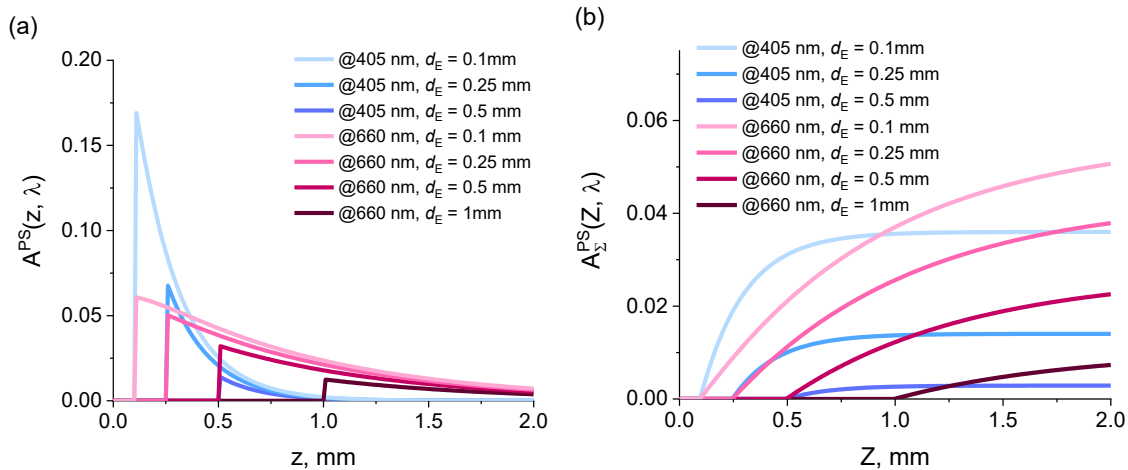 (a)
0.20
0.15
0.10
0.05
0.00
A^PS(z, λ)
@405 nm, d_E = 0.1mm
@405 nm, d_E = 0.25 mm
@405 nm, d_E = 0.5 mm
@660 nm, d_E = 0.1 mm
@660 nm, d_E = 0.25 mm
@660 nm, d_E = 0.5 mm
@660 nm, d_E = 1mm
0.0 0.5 1.0 1.5 2.0
z, mm
(b)
0.06
0.04
0.02
0.00
A_Σ^PS(Z, λ)
@405 nm, d_E = 0.1mm
@405 nm, d_E = 0.25 mm
@405 nm, d_E = 0.5 mm
@660 nm, d_E = 0.1 mm
@660 nm, d_E = 0.25 mm
@660 nm, d_E = 0.5 mm
@660 nm, d_E = 1mm
0.0 0.5 1.0 1.5 2.0
Z, mm